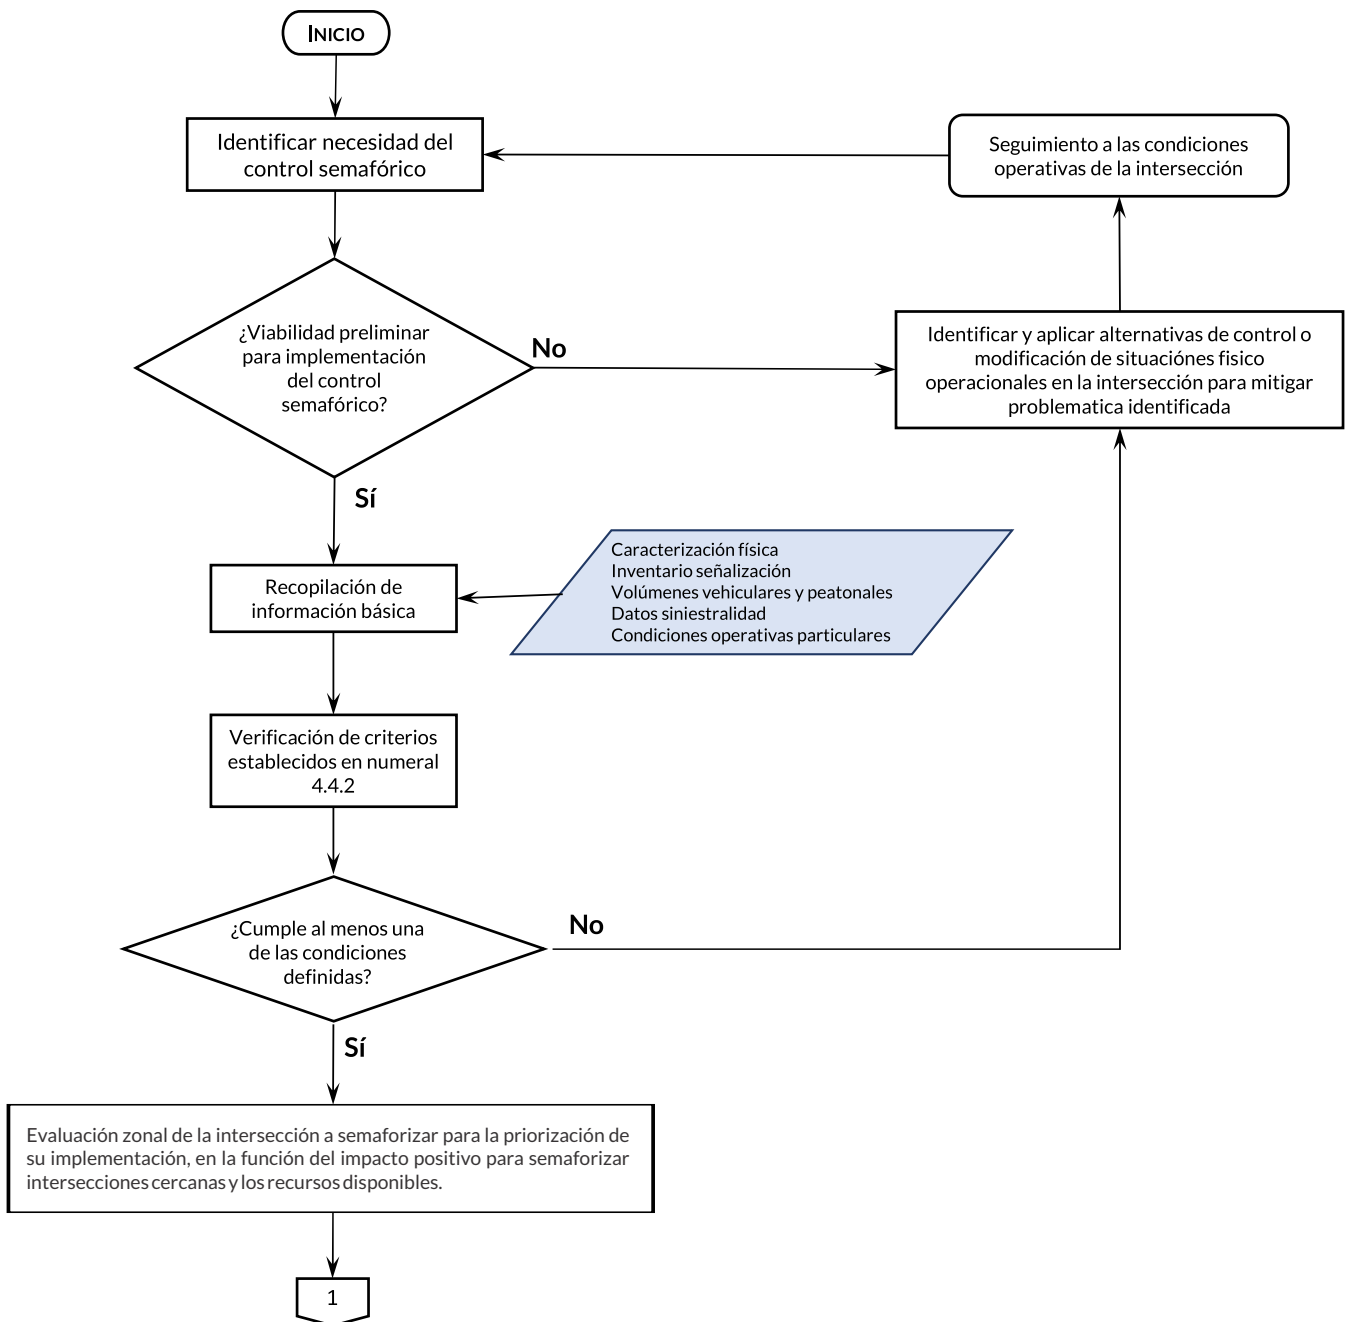 INICIO
Identificar necesidad del
control semafórico
Seguimiento a las condiciones
operativas de la intersección
¿Viabilidad preliminar
para implementación
del control
semafórico?
No
Identificar y aplicar alternativas de control o
modificación de situaciónes fisico
operacionales en la intersección para mitigar
problematica identificada
Sí
Caracterización física
Inventario señalización
Volúmenes vehiculares y peatonales
Datos siniestralidad
Condiciones operativas particulares
Recopilación de
información básica
Verificación de criterios
establecidos en numeral
4.4.2
¿Cumple al menos una
de las condiciones
definidas?
No
Sí
Evaluación zonal de la intersección a semaforizar para la priorización de
su implementación, en la función del impacto positivo para semaforizar
intersecciones cercanas y los recursos disponibles.
1